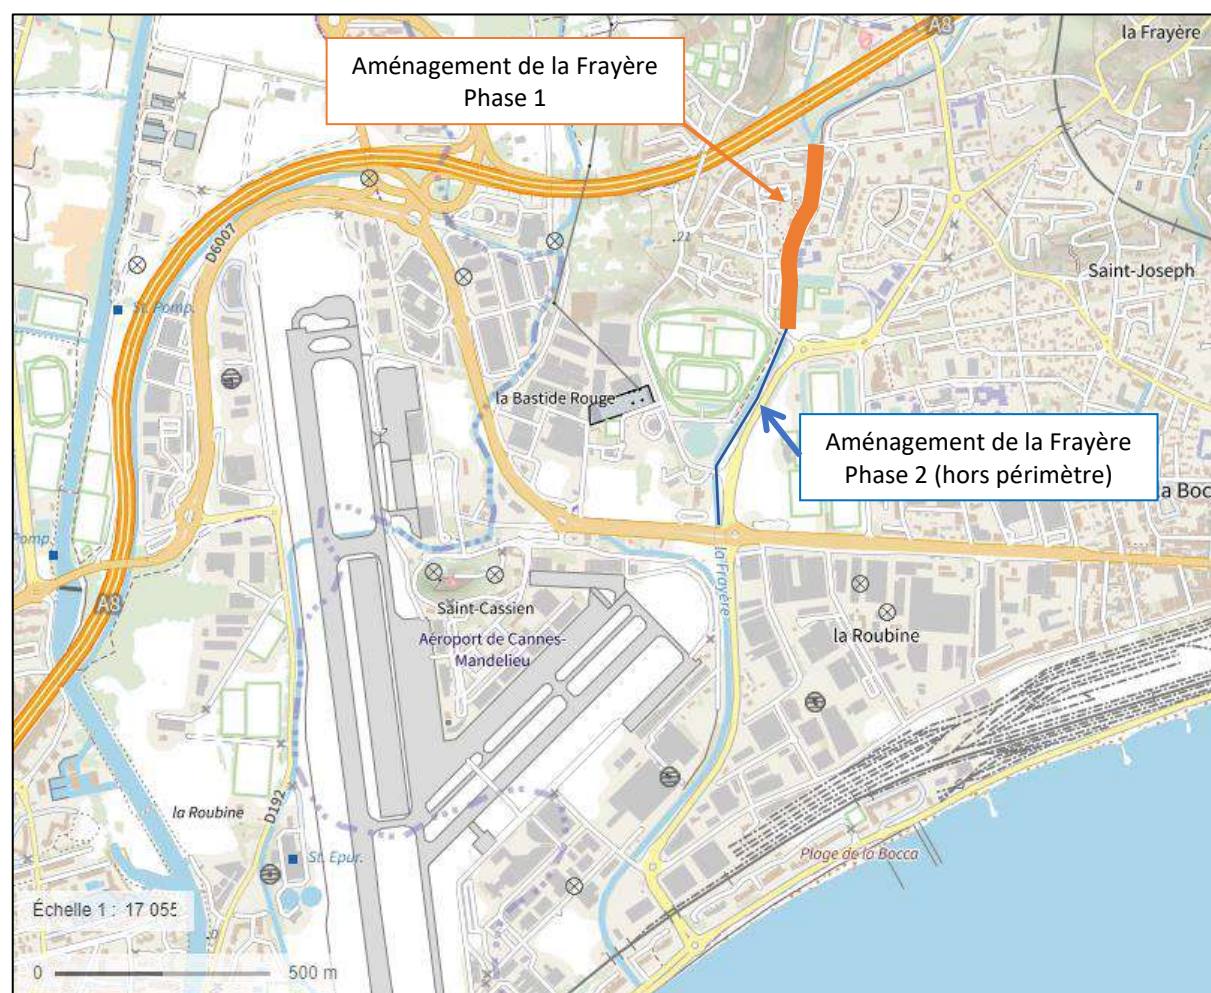 A8
la Frayère
Aménagement de la Frayère
Phase 1
D6007
21
Saint-Joseph
St. Pomp.
la Bastide Rouge
Aménagement de la Frayère
Phase 2 (hors périmètre)
a Boc
Pomp.
la Frayère
A8
Saint-Cassien
Aéroport de Cannes-
Mandelieu
la Roubine
D192
la Roubine
Plage de la Bocca
St. Epur.
Échelle 1 : 17 055
0
500 m